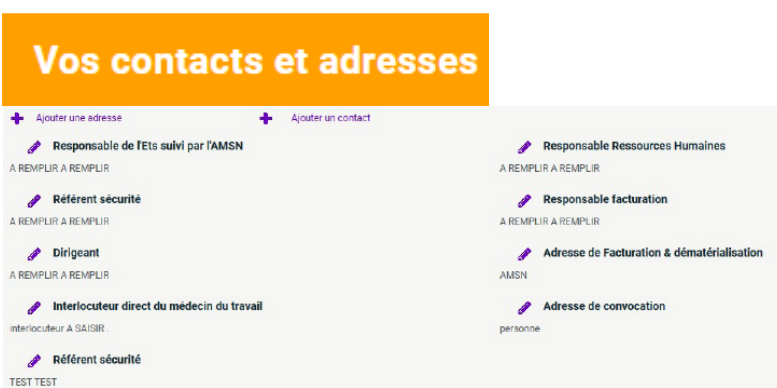 Vos contacts et adresses
Ajouter une adresse
Ajouter un contact
Responsable de l'Ets suivi par l'AMSN
A REMPLIR A REMPLIR
Référent sécurité
A REMPLIR A REMPLIR
Dirigeant
A REMPLIR A REMPLIR
Interlocuteur direct du médecin du travail
interlocuteur A SAISIR .
Référent sécurité
TEST TEST
Responsable Ressources Humaines
A REMPLIR A REMPLIR
Responsable facturation
A REMPLIR A REMPLIR
Adresse de Facturation & dématérialisation
AMSN
Adresse de convocation
personne